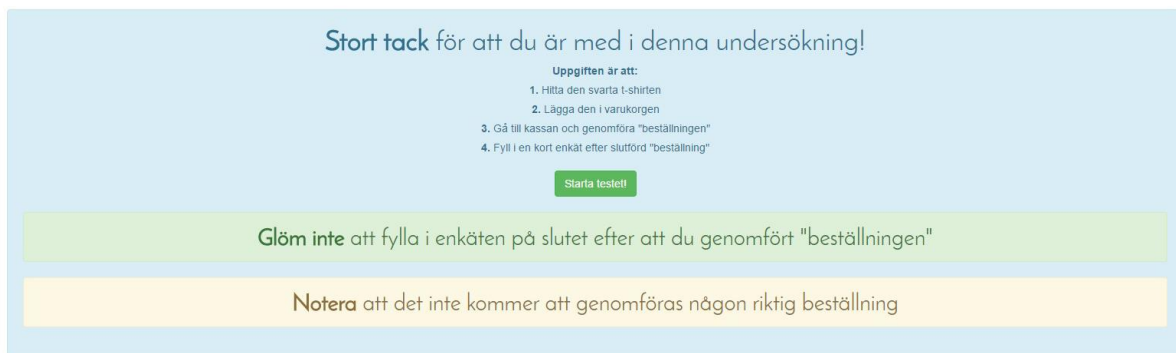 Stort tack för att du är med i denna undersökning!
Uppgiften är att:
1. Hitta den svarta t-shirten
2. Lägga den i varukorgen
3. Gå till kassan och genomföra "beställningen"
4. Fyll i en kort enkät efter slutförd "beställning"
Starta testet!
Glöm inte att fylla i enkäten på slutet efter att du genomfört "beställningen"
Notera att det inte kommer att genomföras någon riktig beställning